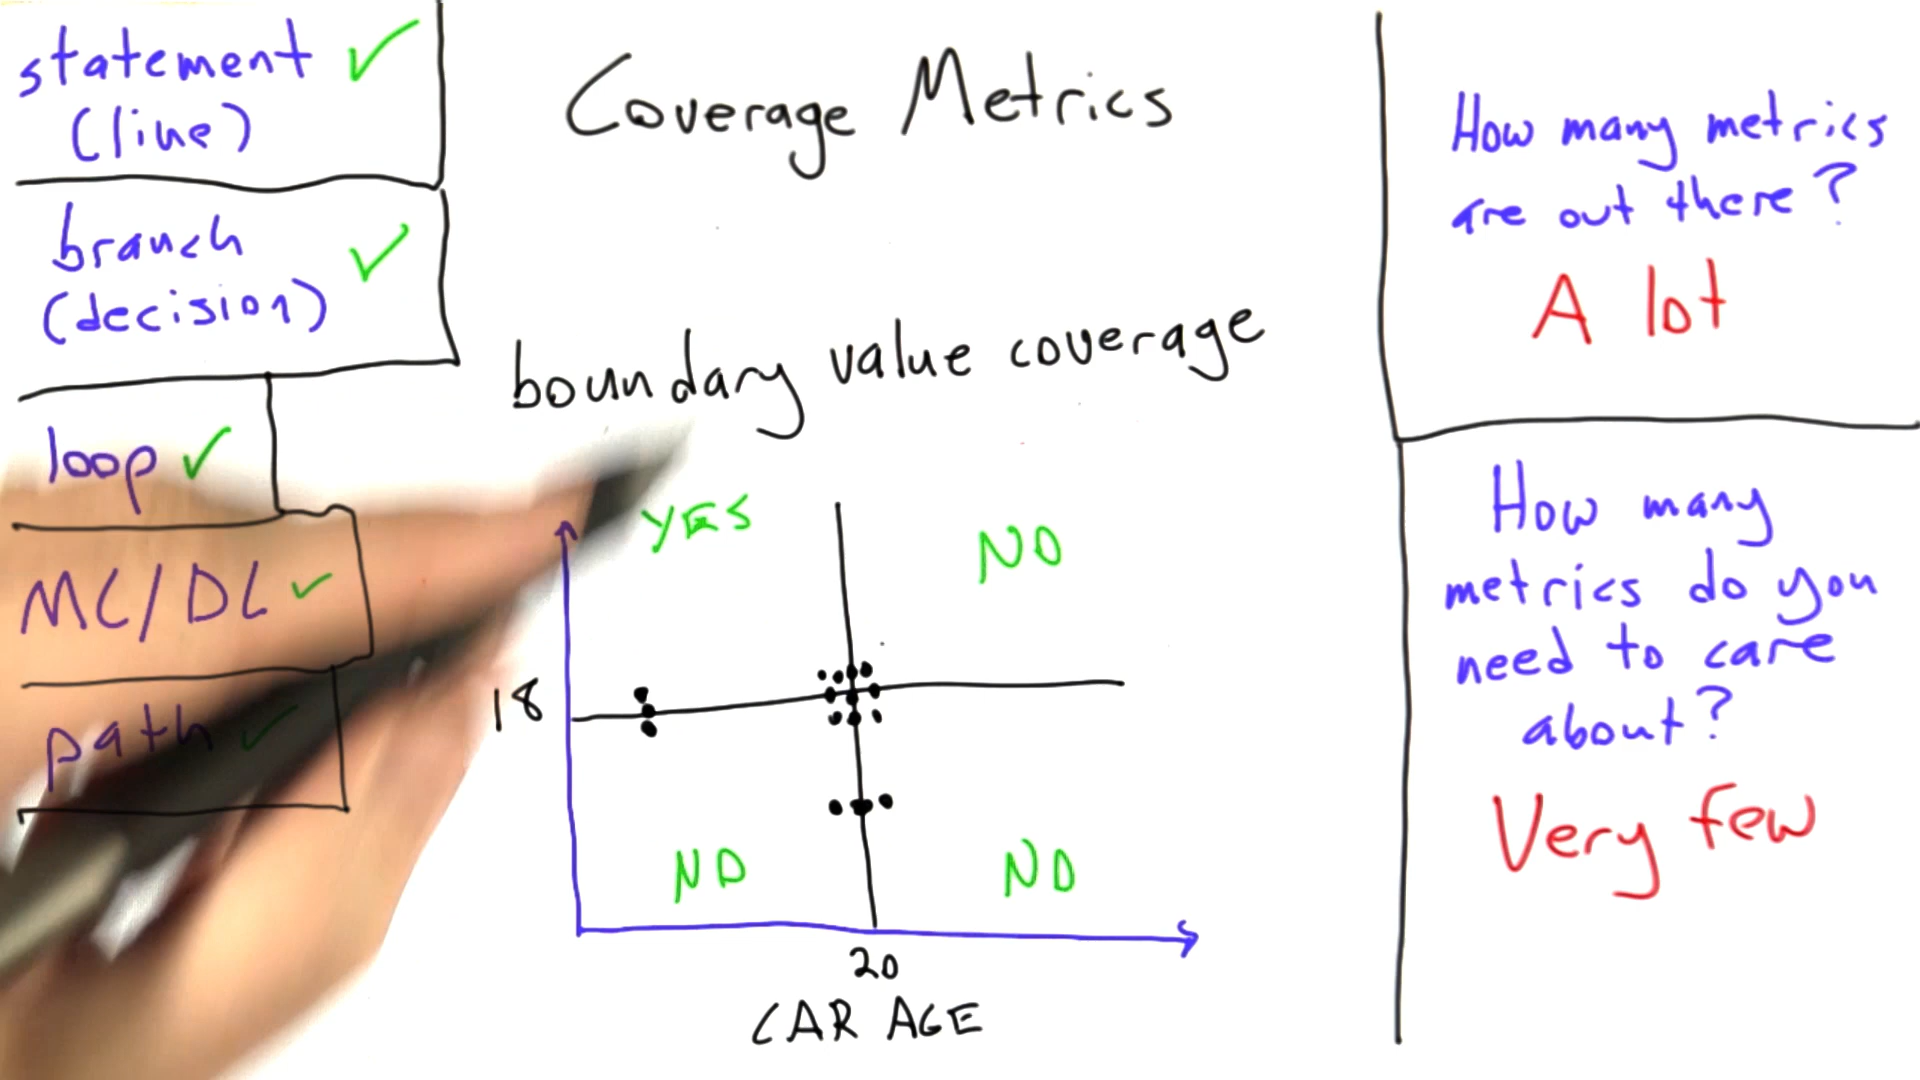 statement
(line)
branch
(decision)
loop
MC/DC
path
Coverage Metrics
boundary value coverage
YES
NO
18
NO
NO
20
CAR AGE
How many metrics
are out there?
A lot
How many
metrics do you
need to care
about?
Very few